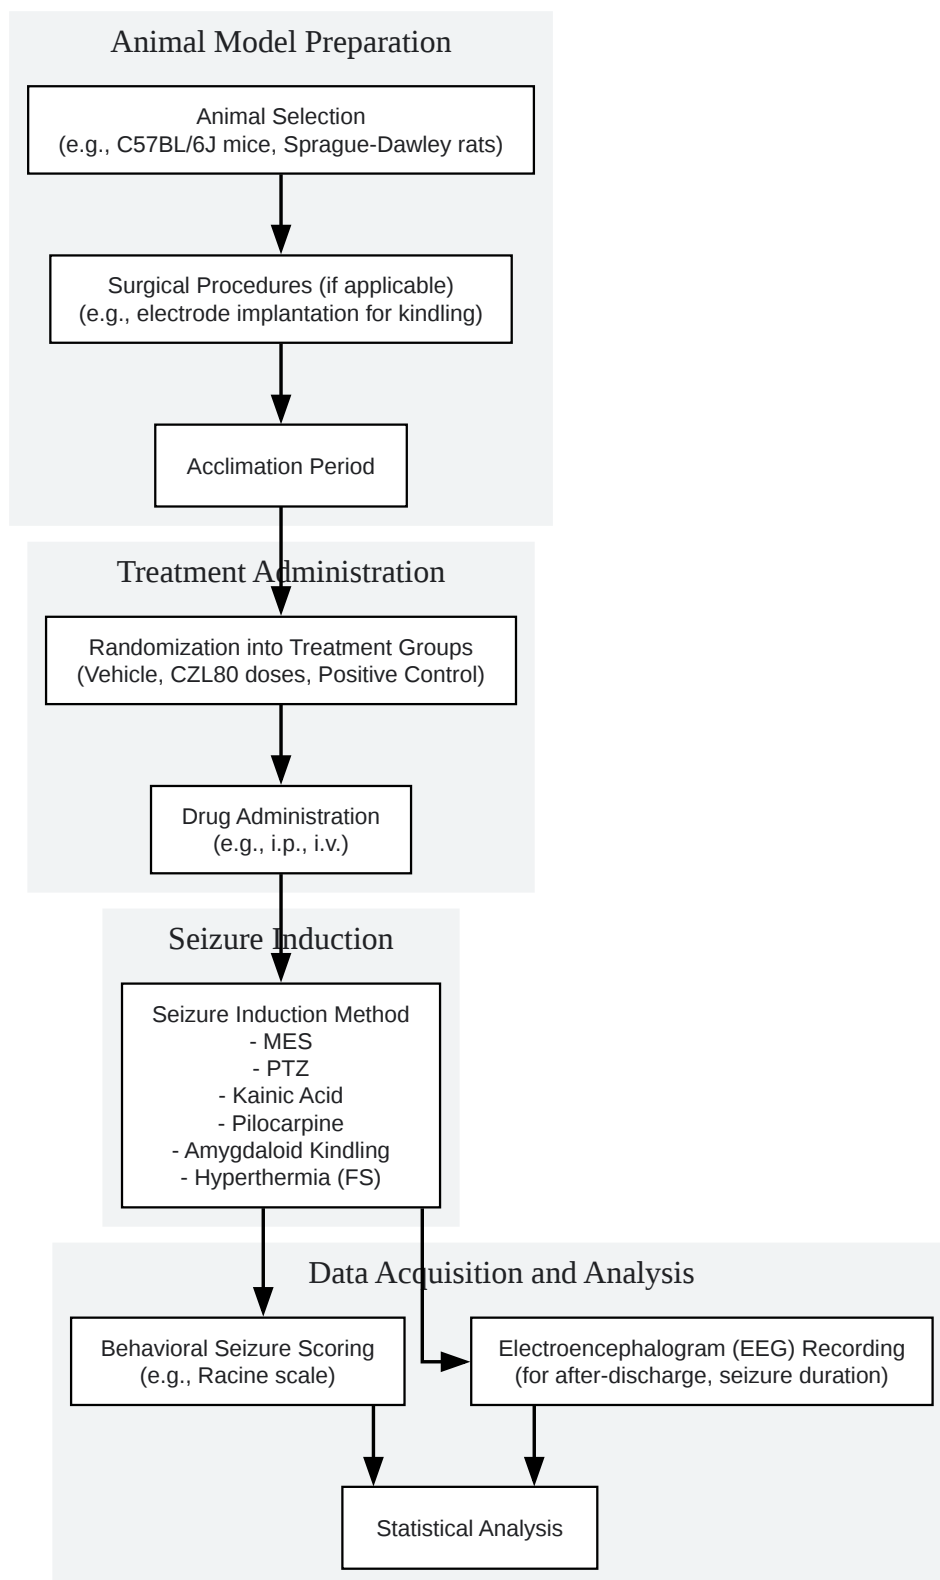 Animal Model Preparation
Animal Selection
(e.g., C57BL/6J mice, Sprague-Dawley rats)
Surgical Procedures (if applicable)
(e.g., electrode implantation for kindling)
Acclimation Period
Treatment Administration
Randomization into Treatment Groups
(Vehicle, CZL80 doses, Positive Control)
Drug Administration
(e.g., i.p., i.v.)
Seizure Induction
Seizure Induction Method
- MES
- PTZ
- Kainic Acid
- Pilocarpine
- Amygdaloid Kindling
- Hyperthermia (FS)
Data Acquisition and Analysis
Behavioral Seizure Scoring
(e.g., Racine scale)
Electroencephalogram (EEG) Recording
(for after-discharge, seizure duration)
Statistical Analysis